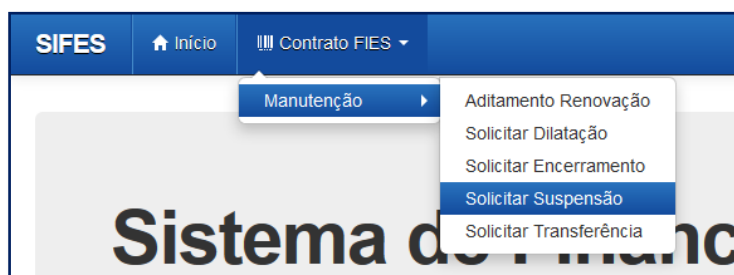 SIFES Início Contrato FIES
Manutenção Aditamento Renovação
Solicitar Dilatação
Solicitar Encerramento
Solicitar Suspensão
Solicitar Transferência
Sistema